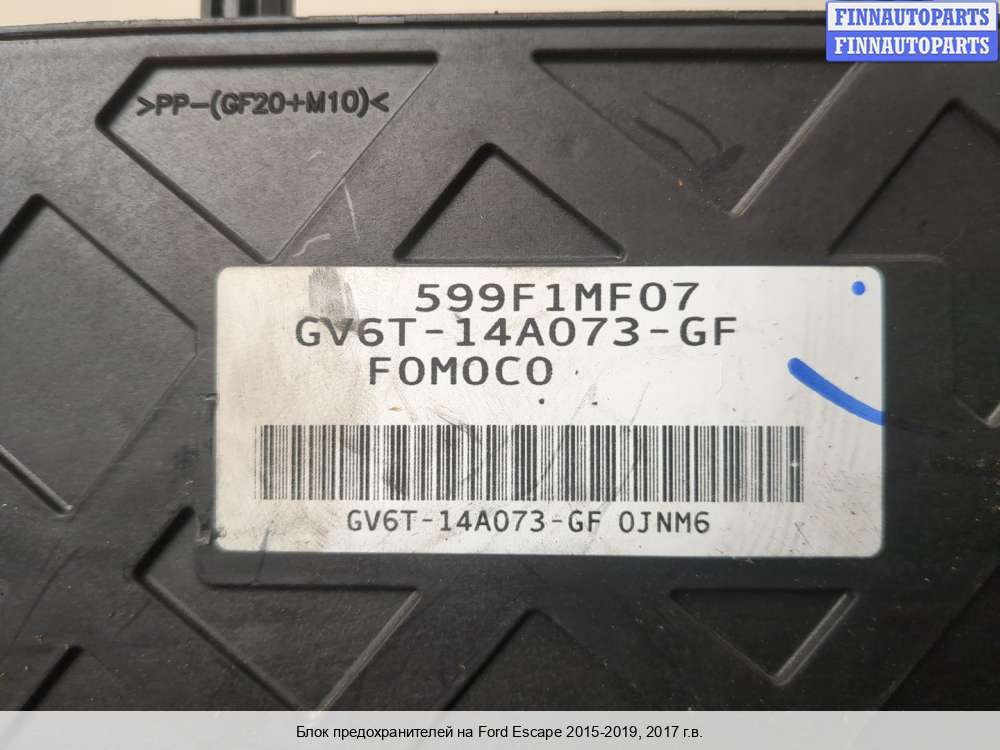 FINNAUTOPARTS
FINNAUTOPARTS
>PP-(GF20+M10)<
599F1MF07
GV6T-14A073-GF
FOMOCO
GV6T-14A073-GF 0JNM6
Блок предохранителей на Ford Escape 2015-2019, 2017 г.в.